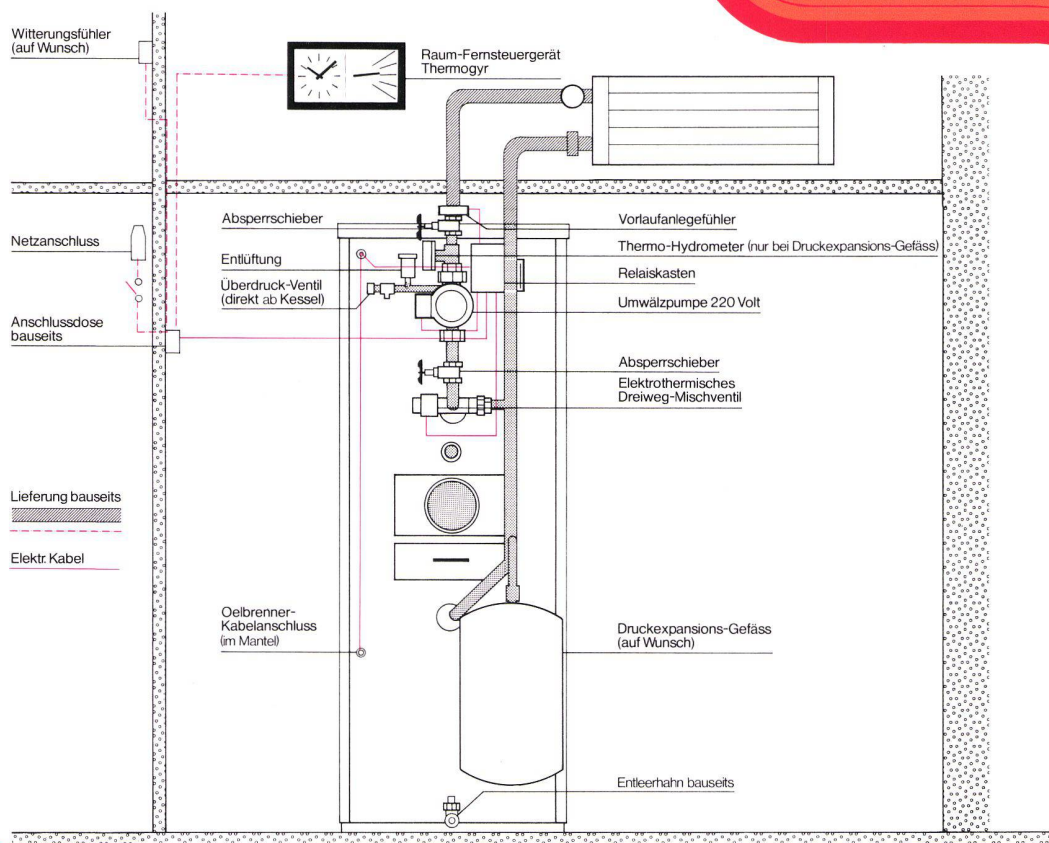 Witterungsfühler
(auf Wunsch)
Raum-Fernsteuergerät
Thermogyr
Absperrschieber
Vorlaufanlegefühler
Netzanschluss
Thermo-Hydrometer (nur bei Druckexpansions-Gefäss)
Entlüftung
Relaiskasten
Überdruck-Ventil
(direkt ab Kessel)
Umwälzpumpe 220 Volt
Anschlussdose
bauseits
Absperrschieber
Elektrothermisches
Dreiweg-Mischventil
Lieferung bauseits
Elektr. Kabel
Oelbrenner-
Kabelanschluss
(im Mantel)
Druckexpansions-Gefäss
(auf Wunsch)
Entleerhahn bauseits